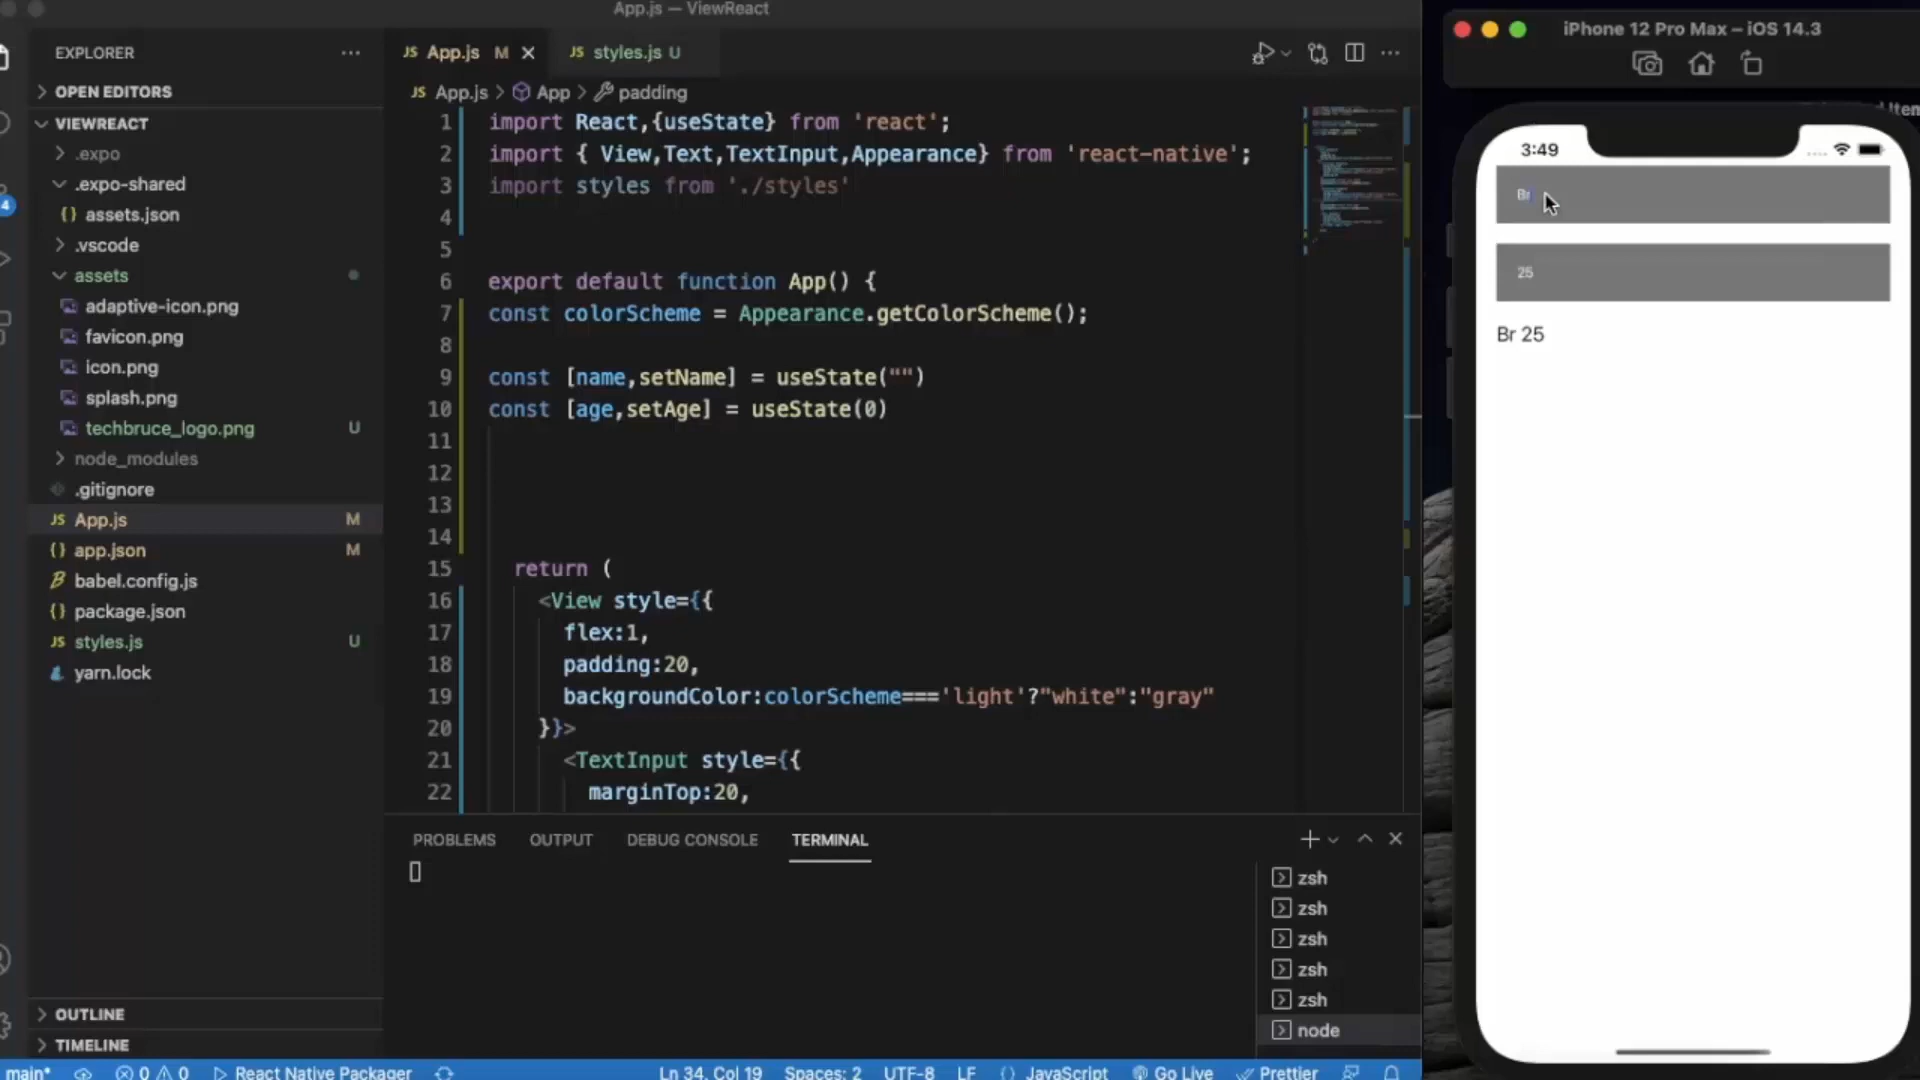 App.js — ViewReact
EXPLORER
OPEN EDITORS
VIEWREACT
.expo
.expo-shared
assets.json
.vscode
assets
adaptive-icon.png
favicon.png
icon.png
splash.png
techbruce_logo.png U
node_modules
.gitignore
JS App.js M
{} app.json M
babel.config.js
{} package.json
JS styles.js U
yarn.lock
OUTLINE
TIMELINE
4
JS App.js M JS styles.js U
JS App.js > App > padding
1 import React,{useState} from 'react';
2 import { View,Text,TextInput,Appearance} from 'react-native';
3 import styles from './styles'
4
5
6 export default function App() {
7 const colorScheme = Appearance.getColorScheme();
8
9 const [name,setName] = useState("")
10 const [age,setAge] = useState(0)
11
12
13
14
15 return (
16 <View style={{
17 flex:1,
18 padding:20,
19 backgroundColor:colorScheme==='light'?"white":"gray"
20 }}>
21 <TextInput style={{
22 marginTop:20,
PROBLEMS OUTPUT DEBUG CONSOLE TERMINAL
zsh
zsh
zsh
zsh
zsh
node
main* 0 0 React Native Packager Ln 34, Col 19 Spaces: 2 UTF-8 LF {} JavaScript Go Live Prettier
iPhone 12 Pro Max – iOS 14.3
3:49
Br
25
Br 25